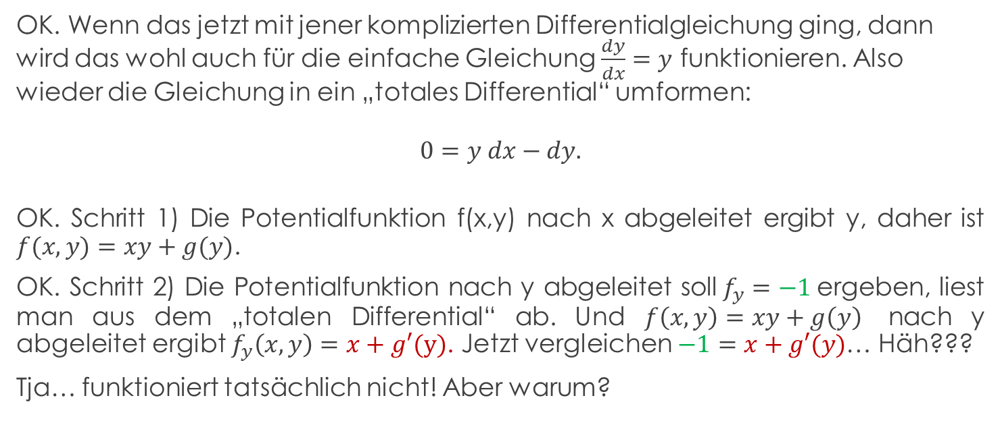 OK. Wenn das jetzt mit jener komplizierten Differentialgleichung ging, dann
wird das wohl auch für die einfache Gleichung dy/dx = y funktionieren. Also
wieder die Gleichung in ein „totales Differential“ umformen:
0 = y dx − dy.
OK. Schritt 1) Die Potentialfunktion f(x,y) nach x abgeleitet ergibt y, daher ist
f(x, y) = xy + g(y).
OK. Schritt 2) Die Potentialfunktion nach y abgeleitet soll f_y = −1 ergeben, liest
man aus dem „totalen Differential“ ab. Und f(x, y) = xy + g(y) nach y
abgeleitet ergibt f_y(x, y) = x + g′(y). Jetzt vergleichen −1 = x + g′(y)… Häh???
Tja… funktioniert tatsächlich nicht! Aber warum?